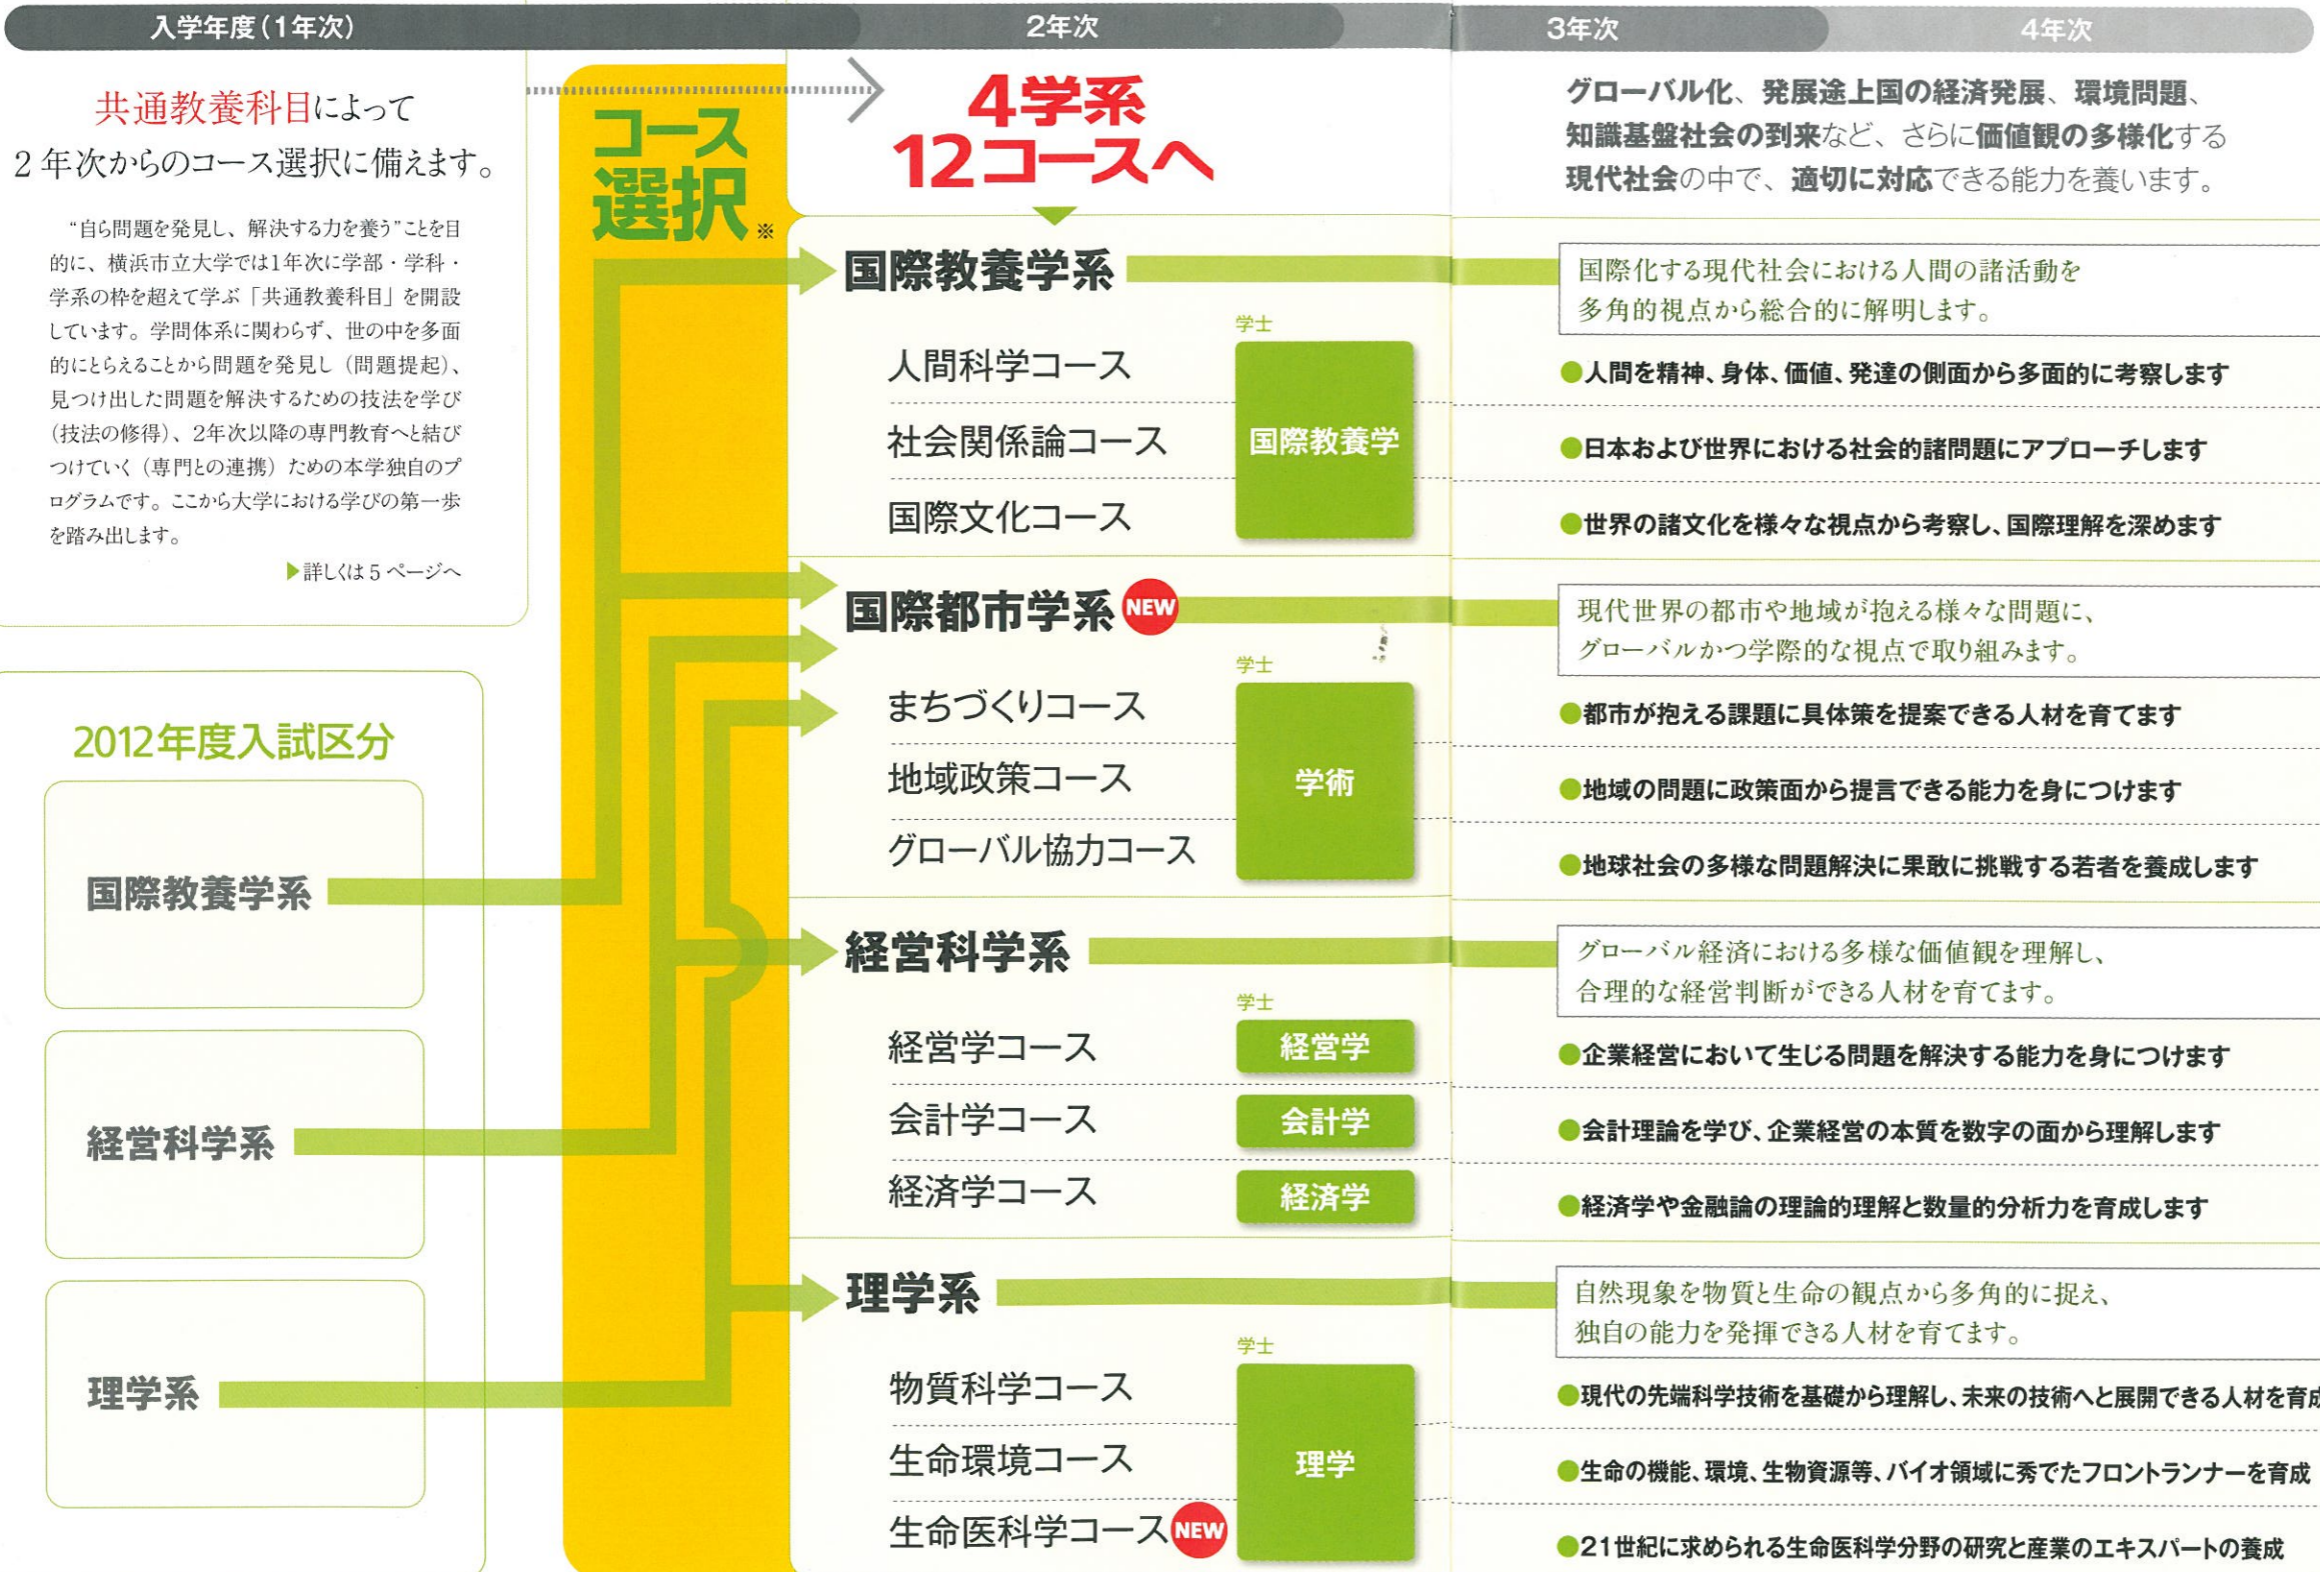 入学年度(1年次)
2年次
3年次
4年次
共通教養科目によって
2年次からのコース選択に備えます。
“自ら問題を発見し、解決する力を養う”ことを目
的に、横浜市立大学では1年次に学部・学科・
学系の枠を超えて学ぶ「共通教養科目」を開設
しています。学問体系に関わらず、世の中を多面
的にとらえることから問題を発見し(問題提起)、
見つけ出した問題を解決するための技法を学び
(技法の修得)、2年次以降の専門教育へと結び
つけていく(専門との連携)ための本学独自のプ
ログラムです。ここから大学における学びの第一歩
を踏み出します。
▶詳しくは5ページへ
2012年度入試区分
国際教養学系
経営科学系
理学系
コース
選択※
4学系
12コースへ
グローバル化、発展途上国の経済発展、環境問題、
知識基盤社会の到来など、さらに価値観の多様化する
現代社会の中で、適切に対応できる能力を養います。
国際教養学系
国際化する現代社会における人間の諸活動を
多角的視点から総合的に解明します。
学士
国際教養学
人間科学コース
●人間を精神、身体、価値、発達の側面から多面的に考察します
社会関係論コース
●日本および世界における社会的諸問題にアプローチします
国際文化コース
●世界の諸文化を様々な視点から考察し、国際理解を深めます
国際都市学系 NEW
現代世界の都市や地域が抱える様々な問題に、
グローバルかつ学際的な視点で取り組みます。
学士
学術
まちづくりコース
●都市が抱える課題に具体策を提案できる人材を育てます
地域政策コース
●地域の問題に政策面から提言できる能力を身につけます
グローバル協力コース
●地球社会の多様な問題解決に果敢に挑戦する若者を養成します
経営科学系
グローバル経済における多様な価値観を理解し、
合理的な経営判断ができる人材を育てます。
学士
経営学コース
経営学
●企業経営において生じる問題を解決する能力を身につけます
会計学コース
会計学
●会計理論を学び、企業経営の本質を数字の面から理解します
経済学コース
経済学
●経済学や金融論の理論的理解と数量的分析力を育成します
理学系
自然現象を物質と生命の観点から多角的に捉え、
独自の能力を発揮できる人材を育てます。
学士
理学
物質科学コース
●現代の先端科学技術を基礎から理解し、未来の技術へと展開できる人材を育成
生命環境コース
●生命の機能、環境、生物資源等、バイオ領域に秀でたフロントランナーを育成
生命医科学コース NEW
●21世紀に求められる生命医科学分野の研究と産業のエキスパートの養成